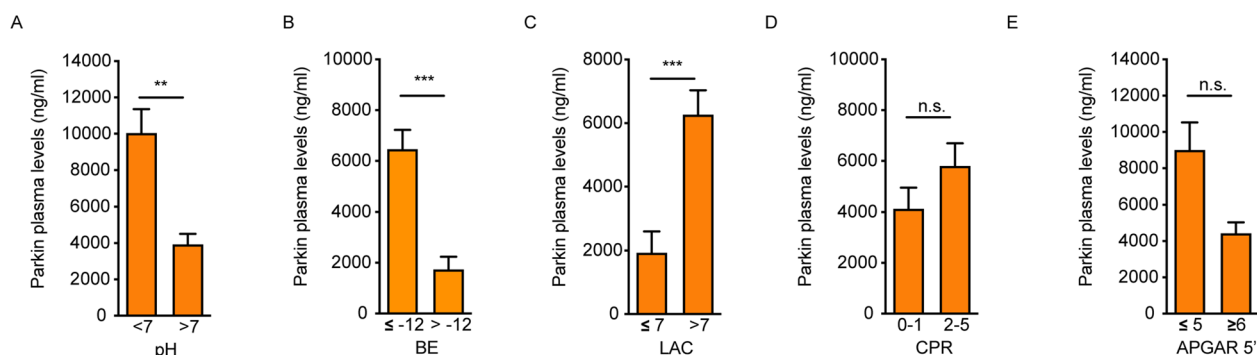 A
Parkin plasma levels (ng/ml)
14000
12000
10000
8000
6000
4000
2000
0
**
<7 >7
pH
B
Parkin plasma levels (ng/ml)
10000
8000
6000
4000
2000
0
***
≤ -12 > -12
BE
C
Parkin plasma levels (ng/ml)
8000
6000
4000
2000
0
***
≤ 7 >7
LAC
D
Parkin plasma levels (ng/ml)
10000
8000
6000
4000
2000
0
n.s.
0-1 2-5
CPR
E
Parkin plasma levels (ng/ml)
14000
12000
10000
8000
6000
4000
2000
0
n.s.
≤ 5 ≥6
APGAR 5'